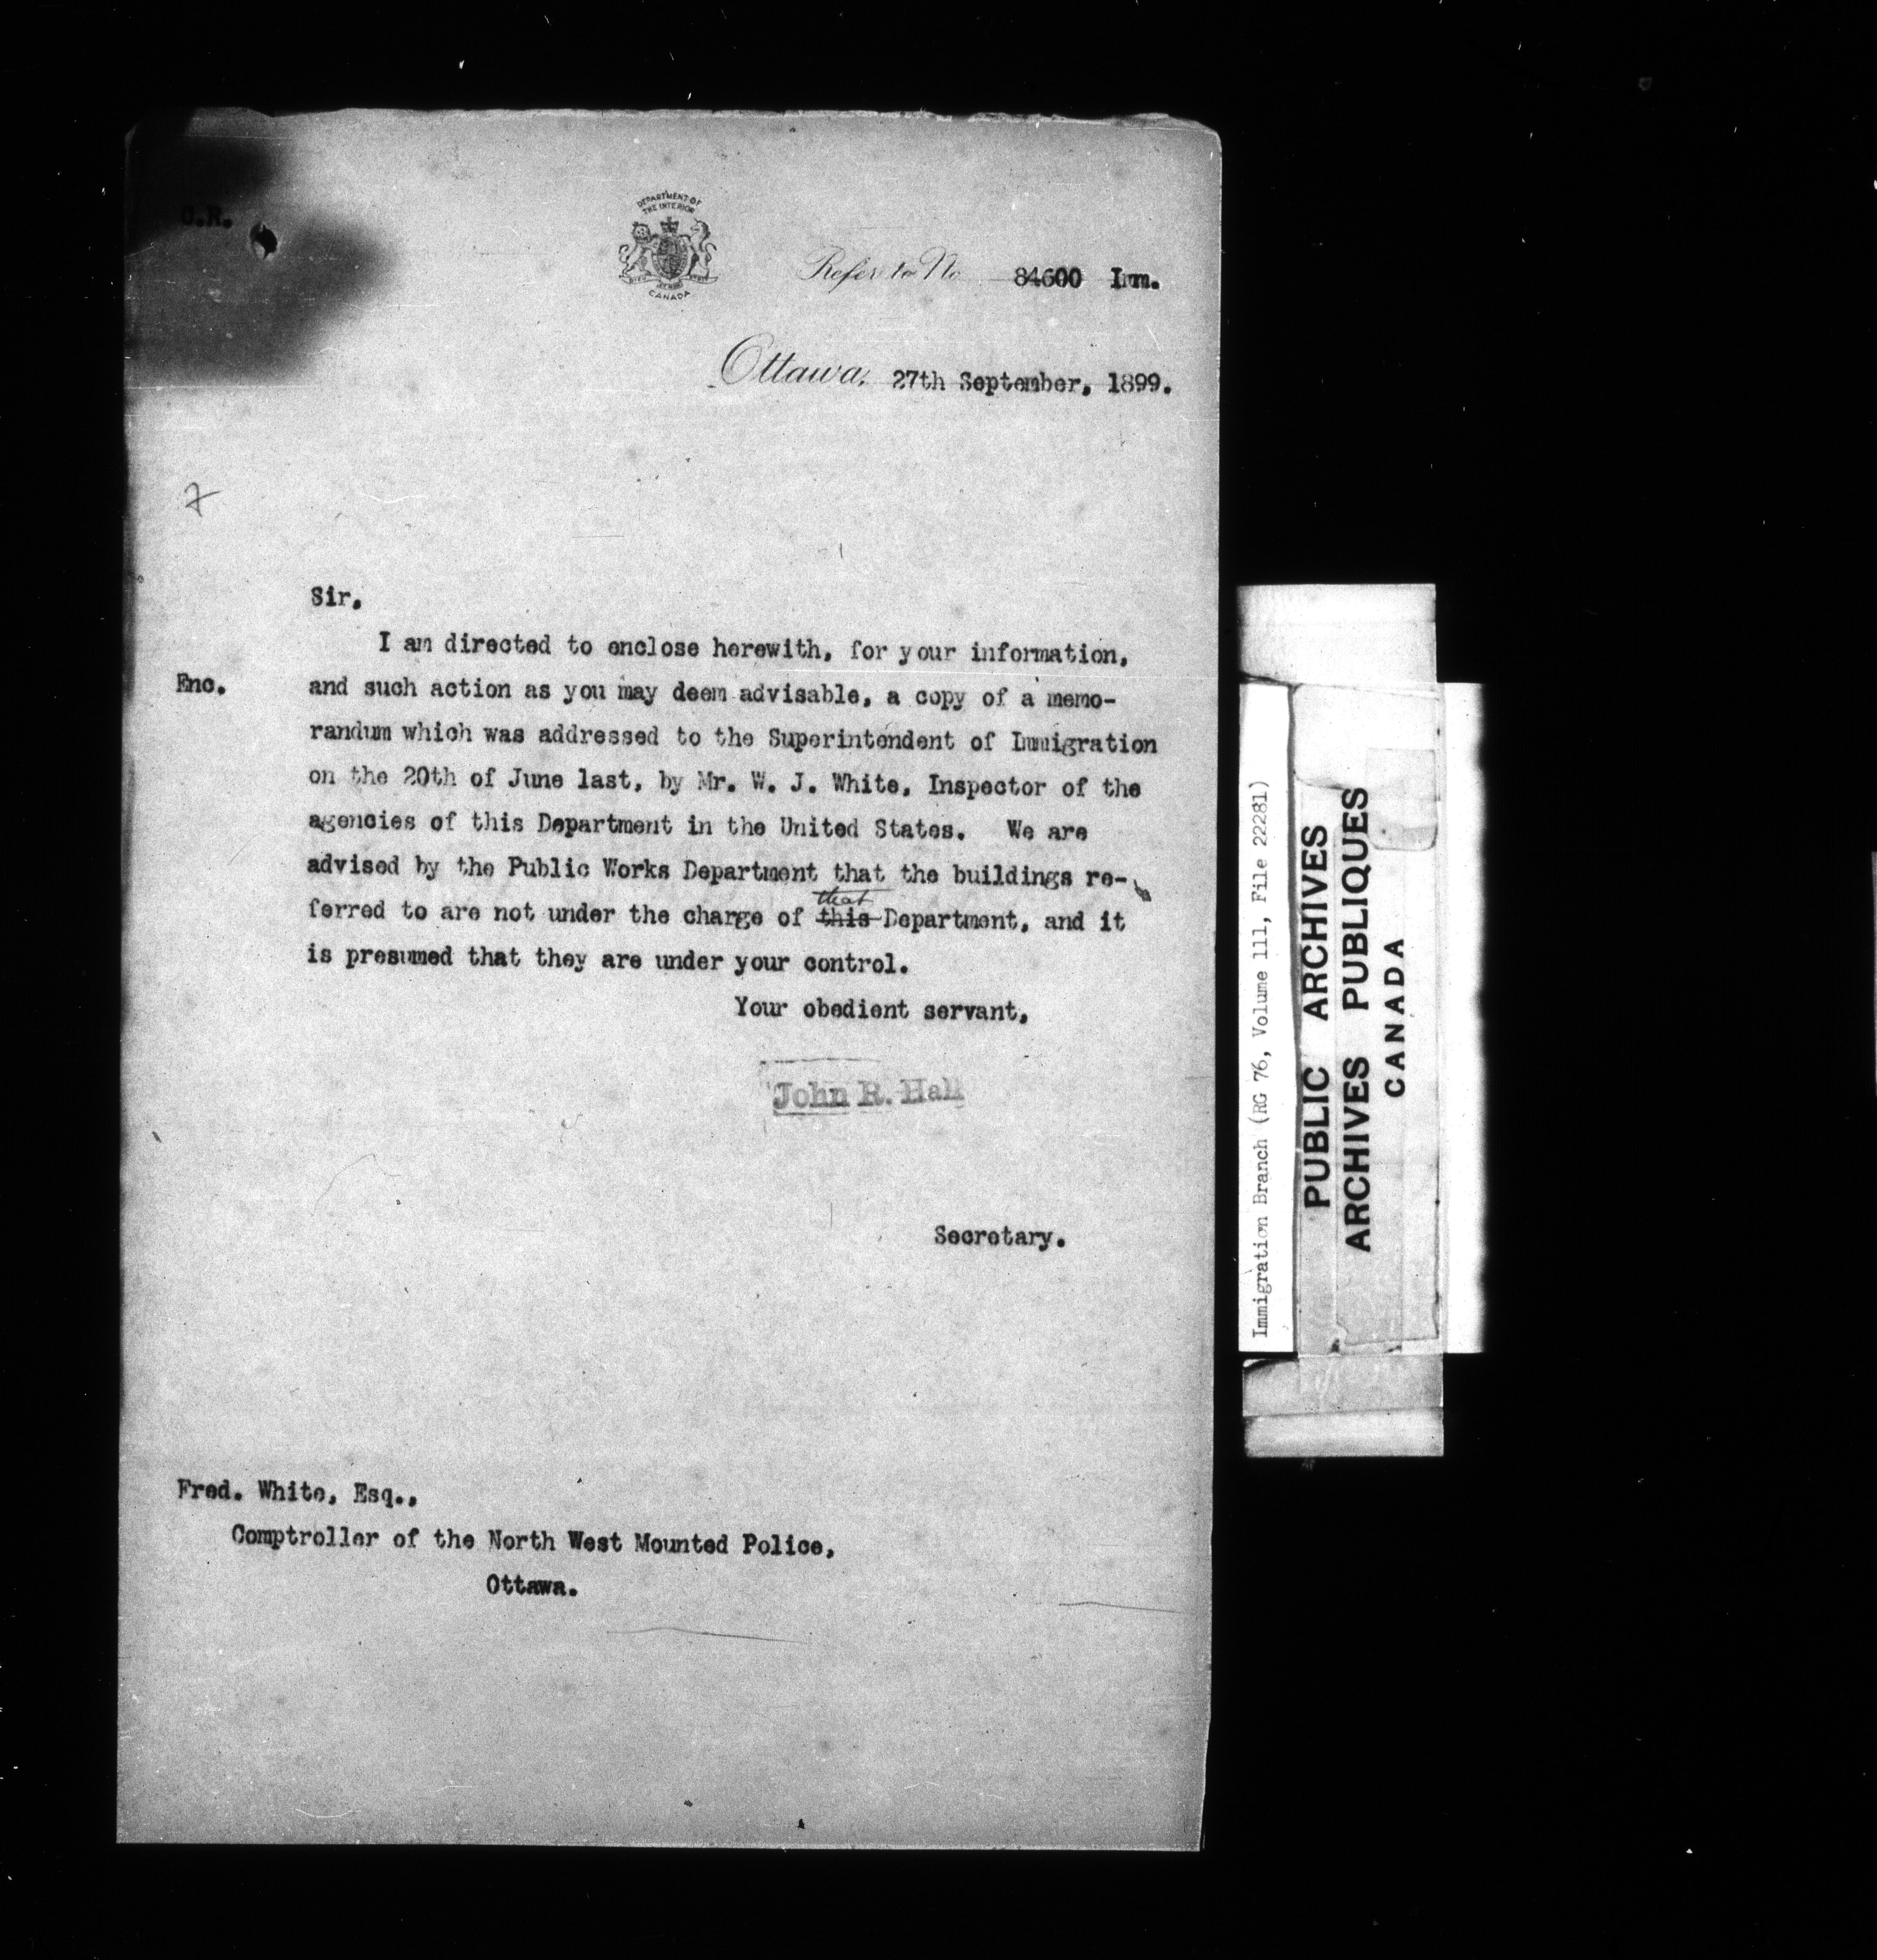 C.R.
DEPARTMENT OF
THE INTERIOR
CANADA
Refer to No 84600 Imm.
Ottawa, 27th September, 1899.
Sir,
I am directed to enclose herewith, for your information,
Enc. and such action as you may deem advisable, a copy of a memo-
randum which was addressed to the Superintendent of Immigration
on the 20th of June last, by Mr. W. J. White, Inspector of the
agencies of this Department in the United States. We are
advised by the Public Works Department that the buildings re-
that
ferred to are not under the charge of this Department, and it
is presumed that they are under your control.
Your obedient servant,
John R. Hall
Secretary.
Fred. White, Esq.,
Comptroller of the North West Mounted Police,
Ottawa.
Immigration Branch (RG 76, Volume 111, File 22281)
PUBLIC ARCHIVES
ARCHIVES PUBLIQUES
CANADA